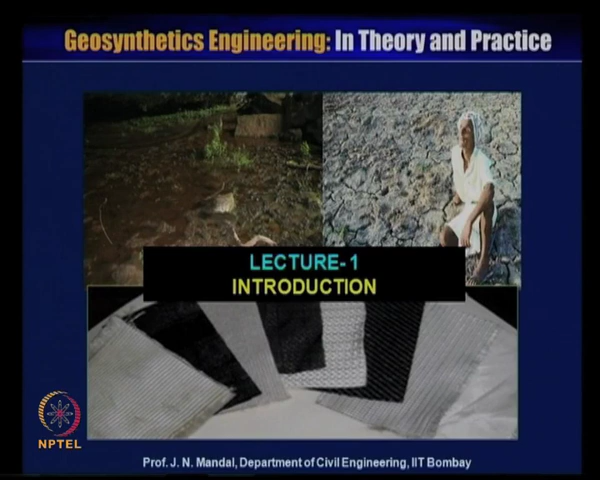 Geosynthetics Engineering: In Theory and Practice
LECTURE-1
INTRODUCTION
NPTEL
Prof. J. N. Mandal, Department of Civil Engineering, IIT Bombay